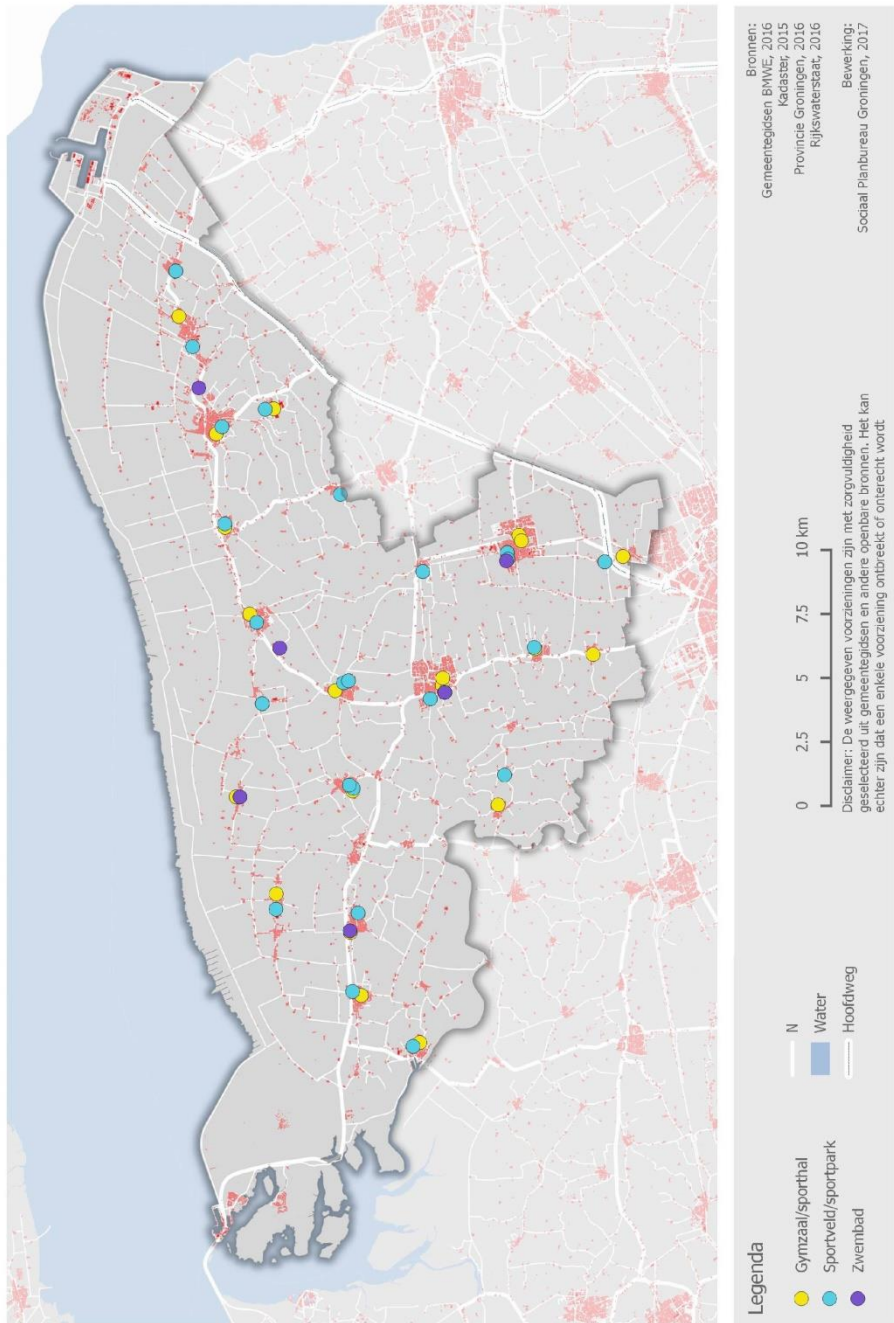 Legenda
Gymzaal/sporthal
Sportveld/sportpark
Zwembad
N
Water
Hoofdweg
0 2.5 5 7.5 10 km
Disclaimer: De weergegeven voorzieningen zijn met zorgvuldigheid
geselecteerd uit gemeentegidsen en andere openbare bronnen. Het kan
echter zijn dat een enkele voorziening ontbreekt of onterecht wordt
Bronnen:
Gemeentegidsen BMWE, 2016
Kadaster, 2015
Provincie Groningen, 2016
Rijkswaterstaat, 2016
Bewerking:
Sociaal Planbureau Groningen, 2017